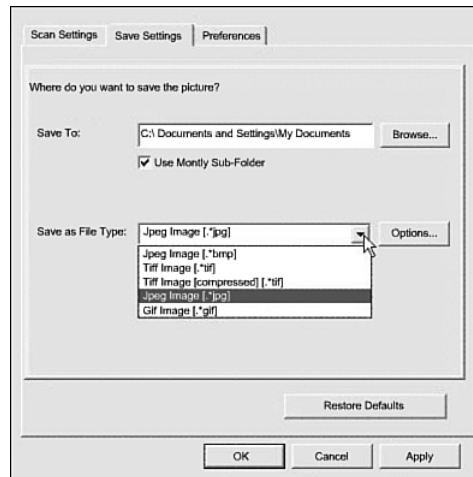 Scan Settings Save Settings Preferences
Where do you want to save the picture?
Save To: C:\ Documents and Settings\My Documents Browse...
Use Montly Sub-Folder
Save as File Type: Jpeg Image [.*jpg] Options...
Jpeg Image [.*bmp]
Tiff Image [.*tif]
Tiff Image [compressed] [.*tif]
Jpeg Image [.*jpg]
Gif Image [.*gif]
Restore Defaults
OK Cancel Apply